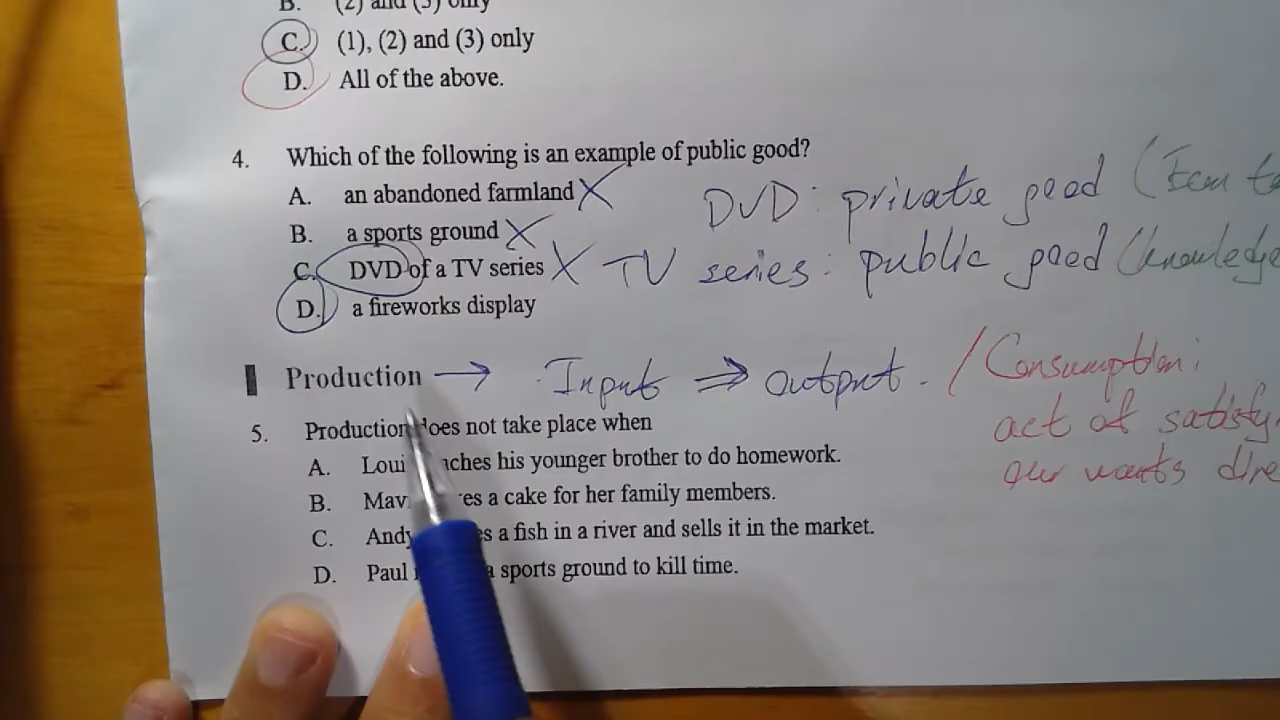 B. (2) and (3) only
C. (1), (2) and (3) only
D. All of the above.
4. Which of the following is an example of public good?
A. an abandoned farmland X DVD: private good (
B. a sports ground X
C. DVD of a TV series X TV series: public good (knowledge
D. a fireworks display
Production → Input ⇒ output. / Consumption:
act of satisfy
our wants dire
5. Production does not take place when
A. Loui ches his younger brother to do homework.
B. Mav es a cake for her family members.
C. Andy es a fish in a river and sells it in the market.
D. Paul a sports ground to kill time.